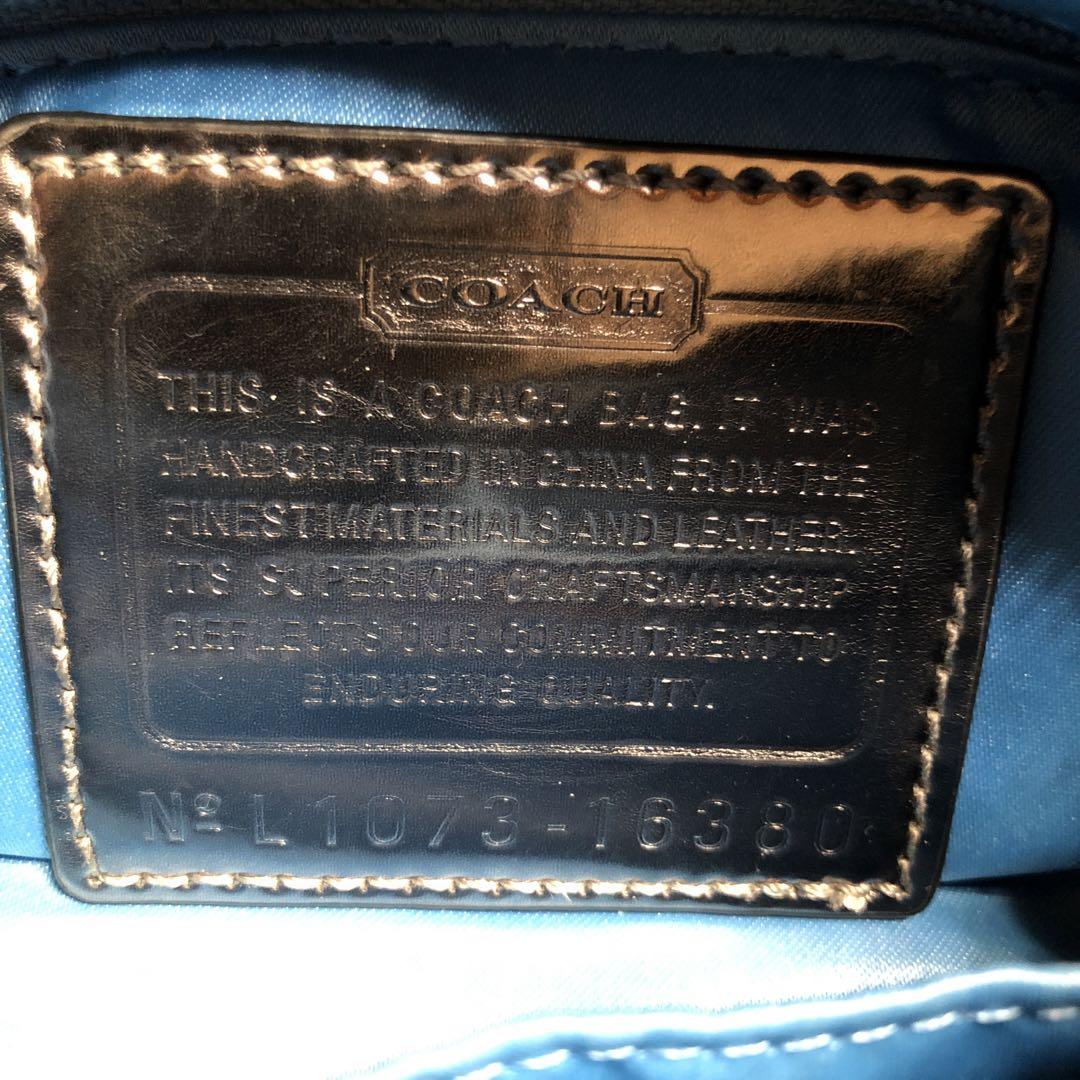 COACH
THIS IS A COACH BAG. IT WAS
HANDCRAFTED IN CHINA FROM THE
FINEST MATERIALS AND LEATHER.
ITS SUPERIOR CRAFTSMANSHIP
REFLECTS OUR COMMITMENT TO
ENDURING QUALITY.
Nº L1073-16380